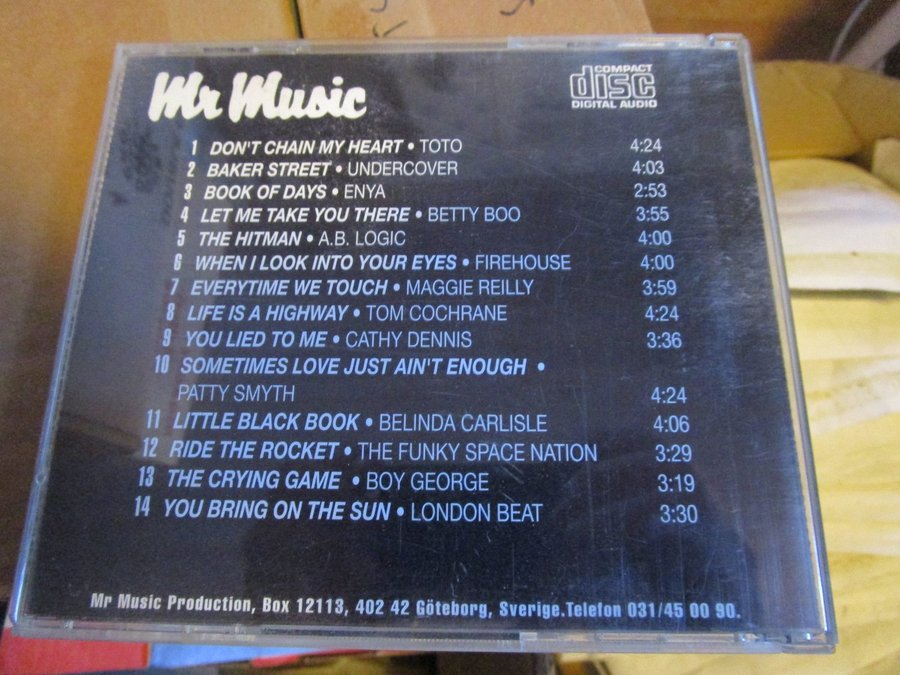 Mr Music
COMPACT
disc
DIGITAL AUDIO
1 DON'T CHAIN MY HEART • TOTO 4:24
2 BAKER STREET • UNDERCOVER 4:03
3 BOOK OF DAYS • ENYA 2:53
4 LET ME TAKE YOU THERE • BETTY BOO 3:55
5 THE HITMAN • A.B. LOGIC 4:00
6 WHEN I LOOK INTO YOUR EYES • FIREHOUSE 4:00
7 EVERYTIME WE TOUCH • MAGGIE REILLY 3:59
8 LIFE IS A HIGHWAY • TOM COCHRANE 4:24
9 YOU LIED TO ME • CATHY DENNIS 3:36
10 SOMETIMES LOVE JUST AIN'T ENOUGH •
PATTY SMYTH 4:24
11 LITTLE BLACK BOOK • BELINDA CARLISLE 4:06
12 RIDE THE ROCKET • THE FUNKY SPACE NATION 3:29
13 THE CRYING GAME • BOY GEORGE 3:19
14 YOU BRING ON THE SUN • LONDON BEAT 3:30
Mr Music Production, Box 12113, 402 42 Göteborg, Sverige.Telefon 031/45 00 90.